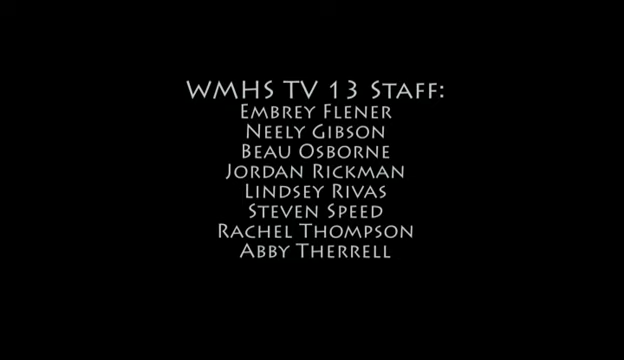 WMHS TV 13 Staff:
Embrey Flener
Neely Gibson
Beau Osborne
Jordan Rickman
Lindsey Rivas
Steven Speed
Rachel Thompson
Abby Therrell